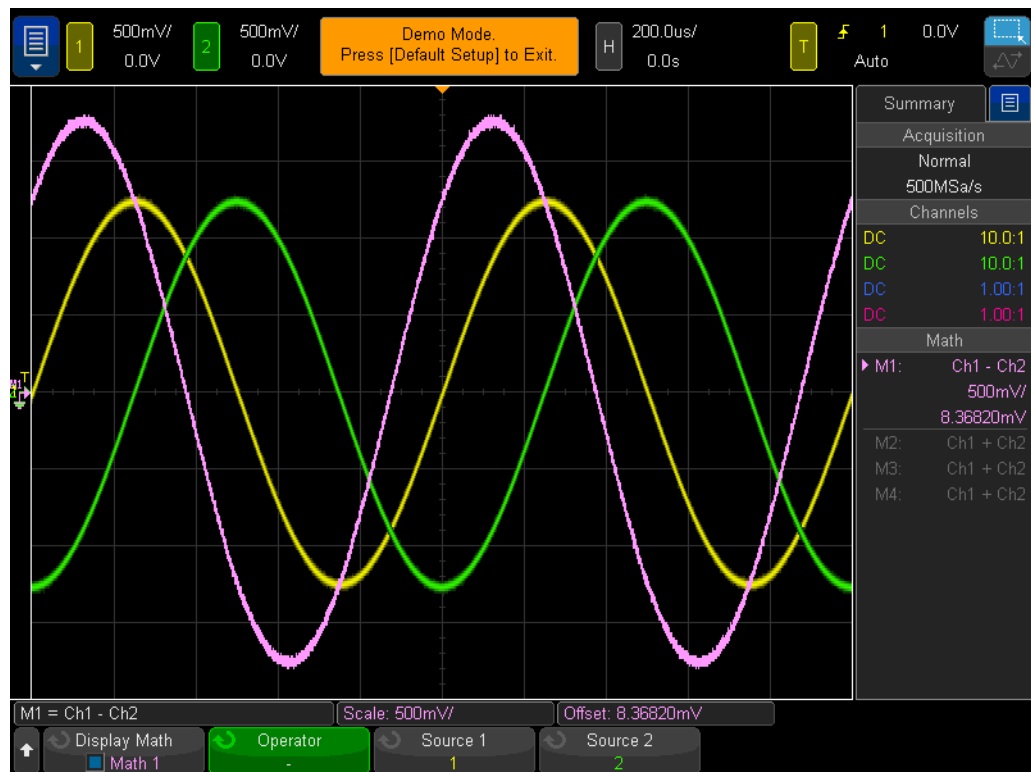 1 500mV/ 2 500mV/ Demo Mode. H 200.0us/ T 1 0.0V
0.0V 0.0V Press [Default Setup] to Exit. 0.0s Auto
Summary
Acquisition
Normal
500MSa/s
Channels
DC 10.0:1
DC 10.0:1
DC 1.00:1
DC 1.00:1
Math
M1: Ch1 - Ch2
500mV/
8.36820mV
M2: Ch1 + Ch2
M3: Ch1 + Ch2
M4: Ch1 + Ch2
T
M1 = Ch1 - Ch2 Scale: 500mV/ Offset: 8.36820mV
Display Math Operator Source 1 Source 2
Math 1 - 1 2